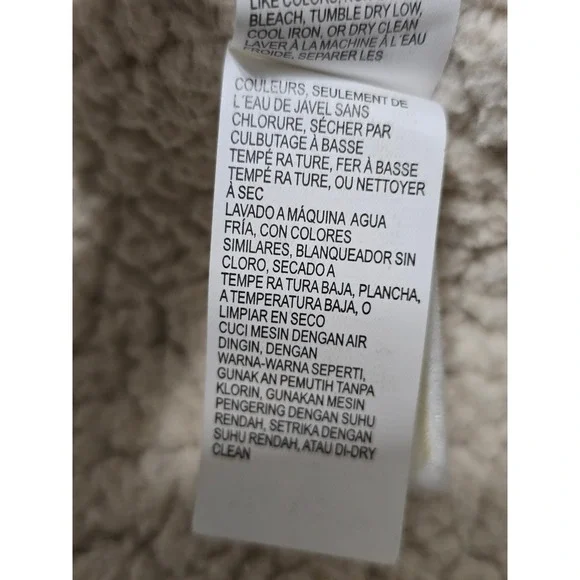 LIKE COLORS,
BLEACH, TUMBLE DRY LOW,
COOL IRON, OR DRY CLEAN
LAVER À LA MACHINE À L'EAU
FROIDE, SEPARER LES
COULEURS, SEULEMENT DE
L'EAU DE JAVEL SANS
CHLORURE, SÉCHER PAR
CULBUTAGE À BASSE
TEMPÉ RA TURE, FER À BASSE
TEMPÉ RA TURE, OU NETTOYER
À SEC
LAVADO A MÁQUINA AGUA
FRÍA, CON COLORES
SIMILARES, BLANQUEADOR SIN
CLORO, SECADO A
TEMPE RA TURA BAJA, PLANCHA,
A TEMPERATURA BAJA, O
LIMPIAR EN SECO
CUCI MESIN DENGAN AIR
DINGIN, DENGAN
WARNA-WARNA SEPERTI,
GUNAK AN PEMUTIH TANPA
KLORIN, GUNAKAN MESIN
PENGERING DENGAN SUHU
RENDAH, SETRIKA DENGAN
SUHU RENDAH, ATAU DI-DRY
CLEAN